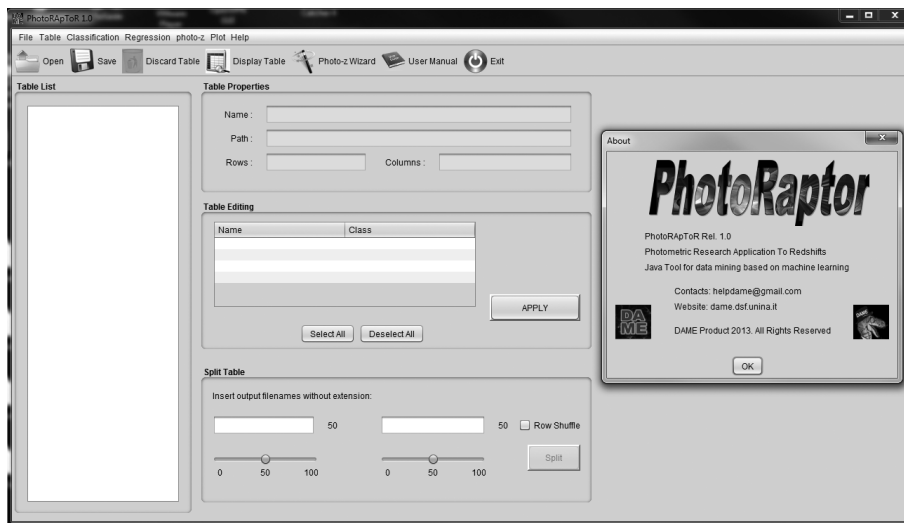 PhotoRApToR 1.0
File Table Classification Regression photo-z Plot Help
Open Save Discard Table Display Table Photo-z Wizard User Manual Exit
Table List
Table Properties
Name :
Path :
Rows : Columns :
Table Editing
Name Class
APPLY
Select All Deselect All
Split Table
Insert output filenames without extension:
50 50 Row Shuffle
0 50 100 0 50 100 Split
About
PhotoRaptor
PhotoRApToR Rel. 1.0
Photometric Research Application To Redshifts
Java Tool for data mining based on machine learning
Contacts: helpdame@gmail.com
Website: dame.dsf.unina.it
DAME
DAME Product 2013. All Rights Reserved
DAME
OK